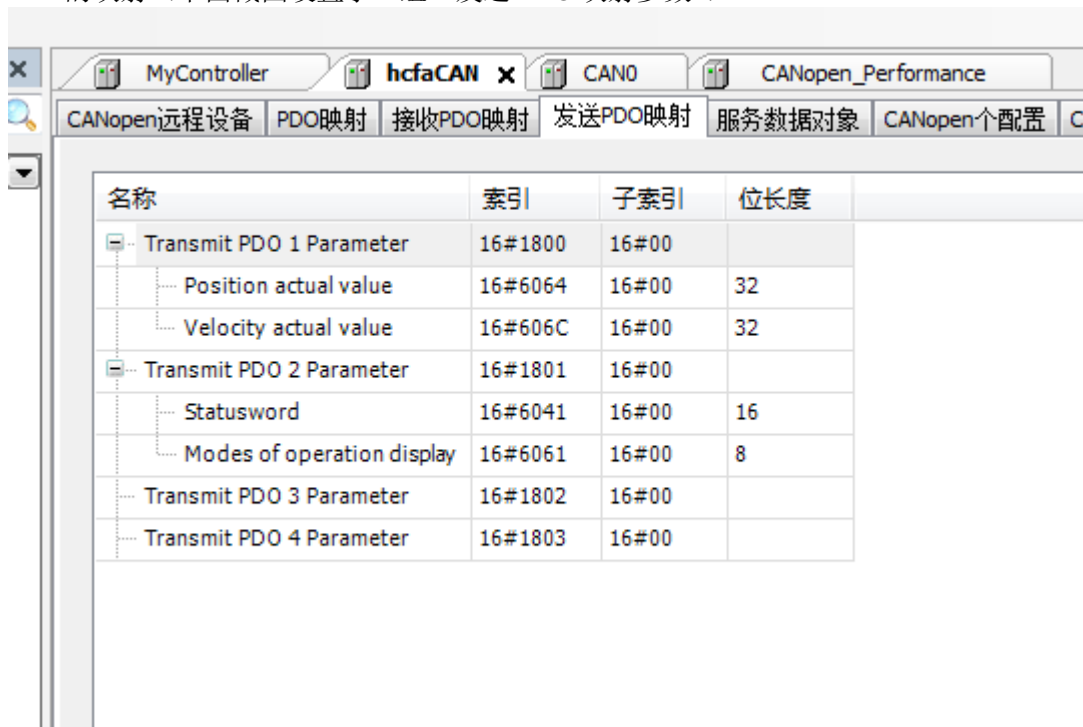 MyController hcfaCAN CAN0 CANopen_Performance
CANopen远程设备 PDO映射 接收PDO映射 发送PDO映射 服务数据对象 CANopen个配置
名称 索引 子索引 位长度
Transmit PDO 1 Parameter 16#1800 16#00
Position actual value 16#6064 16#00 32
Velocity actual value 16#606C 16#00 32
Transmit PDO 2 Parameter 16#1801 16#00
Statusword 16#6041 16#00 16
Modes of operation display 16#6061 16#00 8
Transmit PDO 3 Parameter 16#1802 16#00
Transmit PDO 4 Parameter 16#1803 16#00